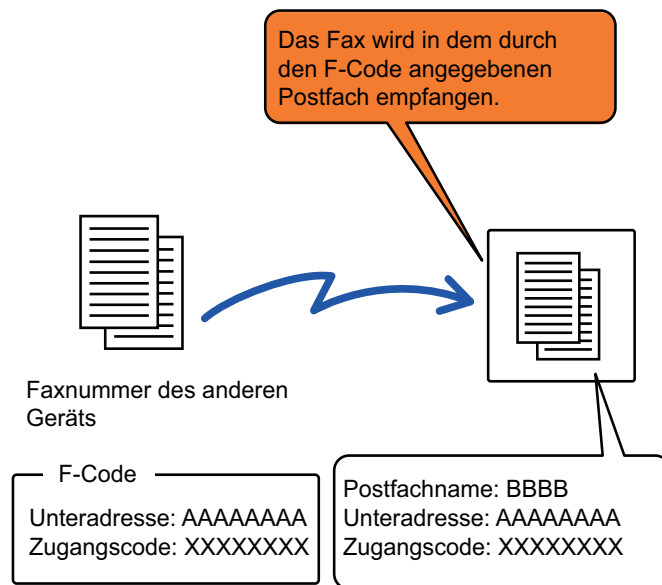 Das Fax wird in dem durch
den F-Code angegebenen
Postfach empfangen.
Faxnummer des anderen
Geräts
F-Code
Unteradresse: AAAAAAAA
Zugangscode: XXXXXXXX
Postfachname: BBBB
Unteradresse: AAAAAAAA
Zugangscode: XXXXXXXX